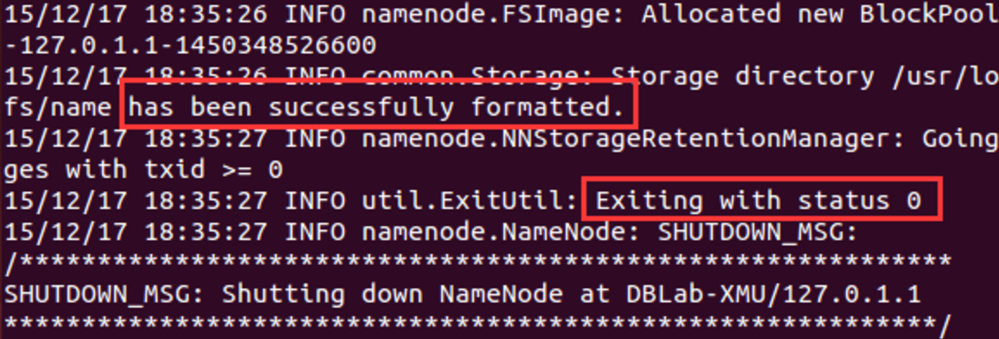 15/12/17 18:35:26 INFO namenode.FSImage: Allocated new BlockPool
-127.0.1.1-1450348526600
15/12/17 18:35:26 INFO common.Storage: Storage directory /usr/lo
fs/name has been successfully formatted.
15/12/17 18:35:27 INFO namenode.NNStorageRetentionManager: Going
ges with txid >= 0
15/12/17 18:35:27 INFO util.ExitUtil: Exiting with status 0
15/12/17 18:35:27 INFO namenode.NameNode: SHUTDOWN_MSG:
/************************************************************
SHUTDOWN_MSG: Shutting down NameNode at DBLab-XMU/127.0.1.1
************************************************************/